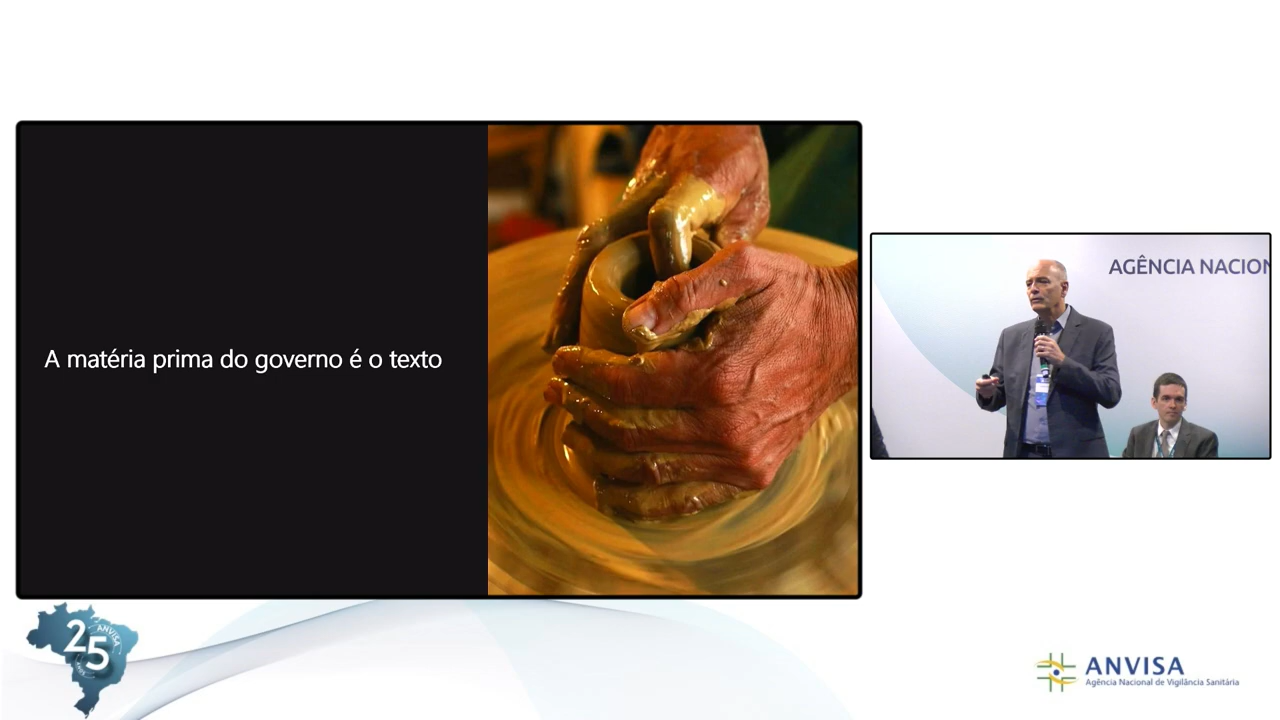 A matéria prima do governo é o texto
AGÊNCIA NACION
25
ANVISA
ANVISA
Agência Nacional de Vigilância Sanitária